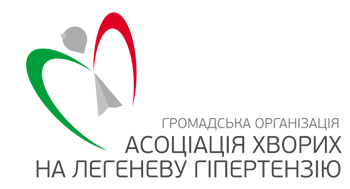 ГРОМАДСЬКА ОРГАНІЗАЦІЯ
АСОЦІАЦІЯ ХВОРИХ
НА ЛЕГЕНЕВУ ГІПЕРТЕНЗІЮ